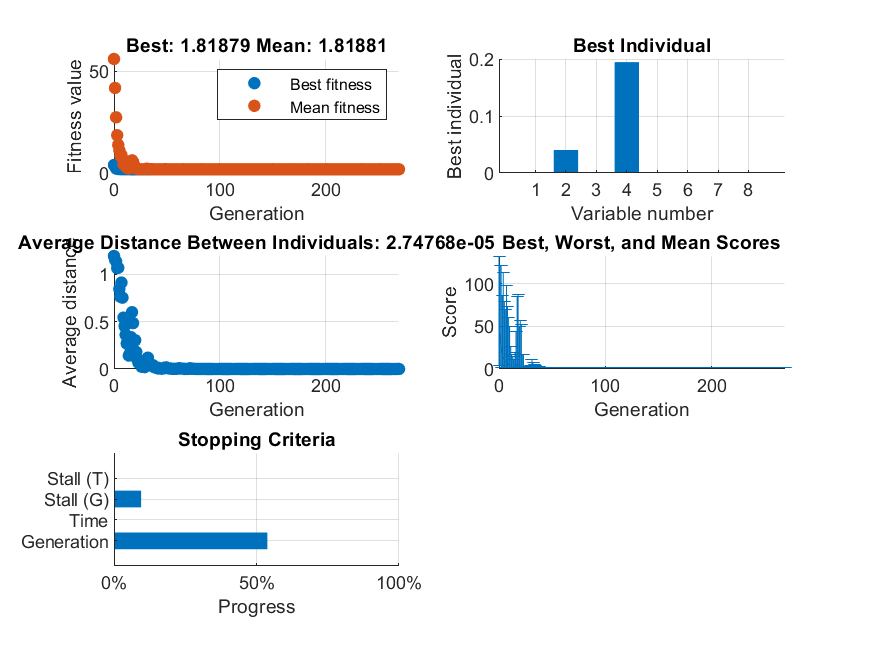 Best: 1.81879 Mean: 1.81881
Fitness value
50
0
Best fitness
Mean fitness
0 100 200
Generation
Best Individual
Best individual
0.2
0.1
0
1 2 3 4 5 6 7 8
Variable number
Average Distance Between Individuals: 2.74768e-05
Average distance
1
0.5
0
0 100 200
Generation
Best, Worst, and Mean Scores
Score
100
50
0
0 100 200
Generation
Stopping Criteria
Stall (T)
Stall (G)
Time
Generation
0% 50% 100%
Progress